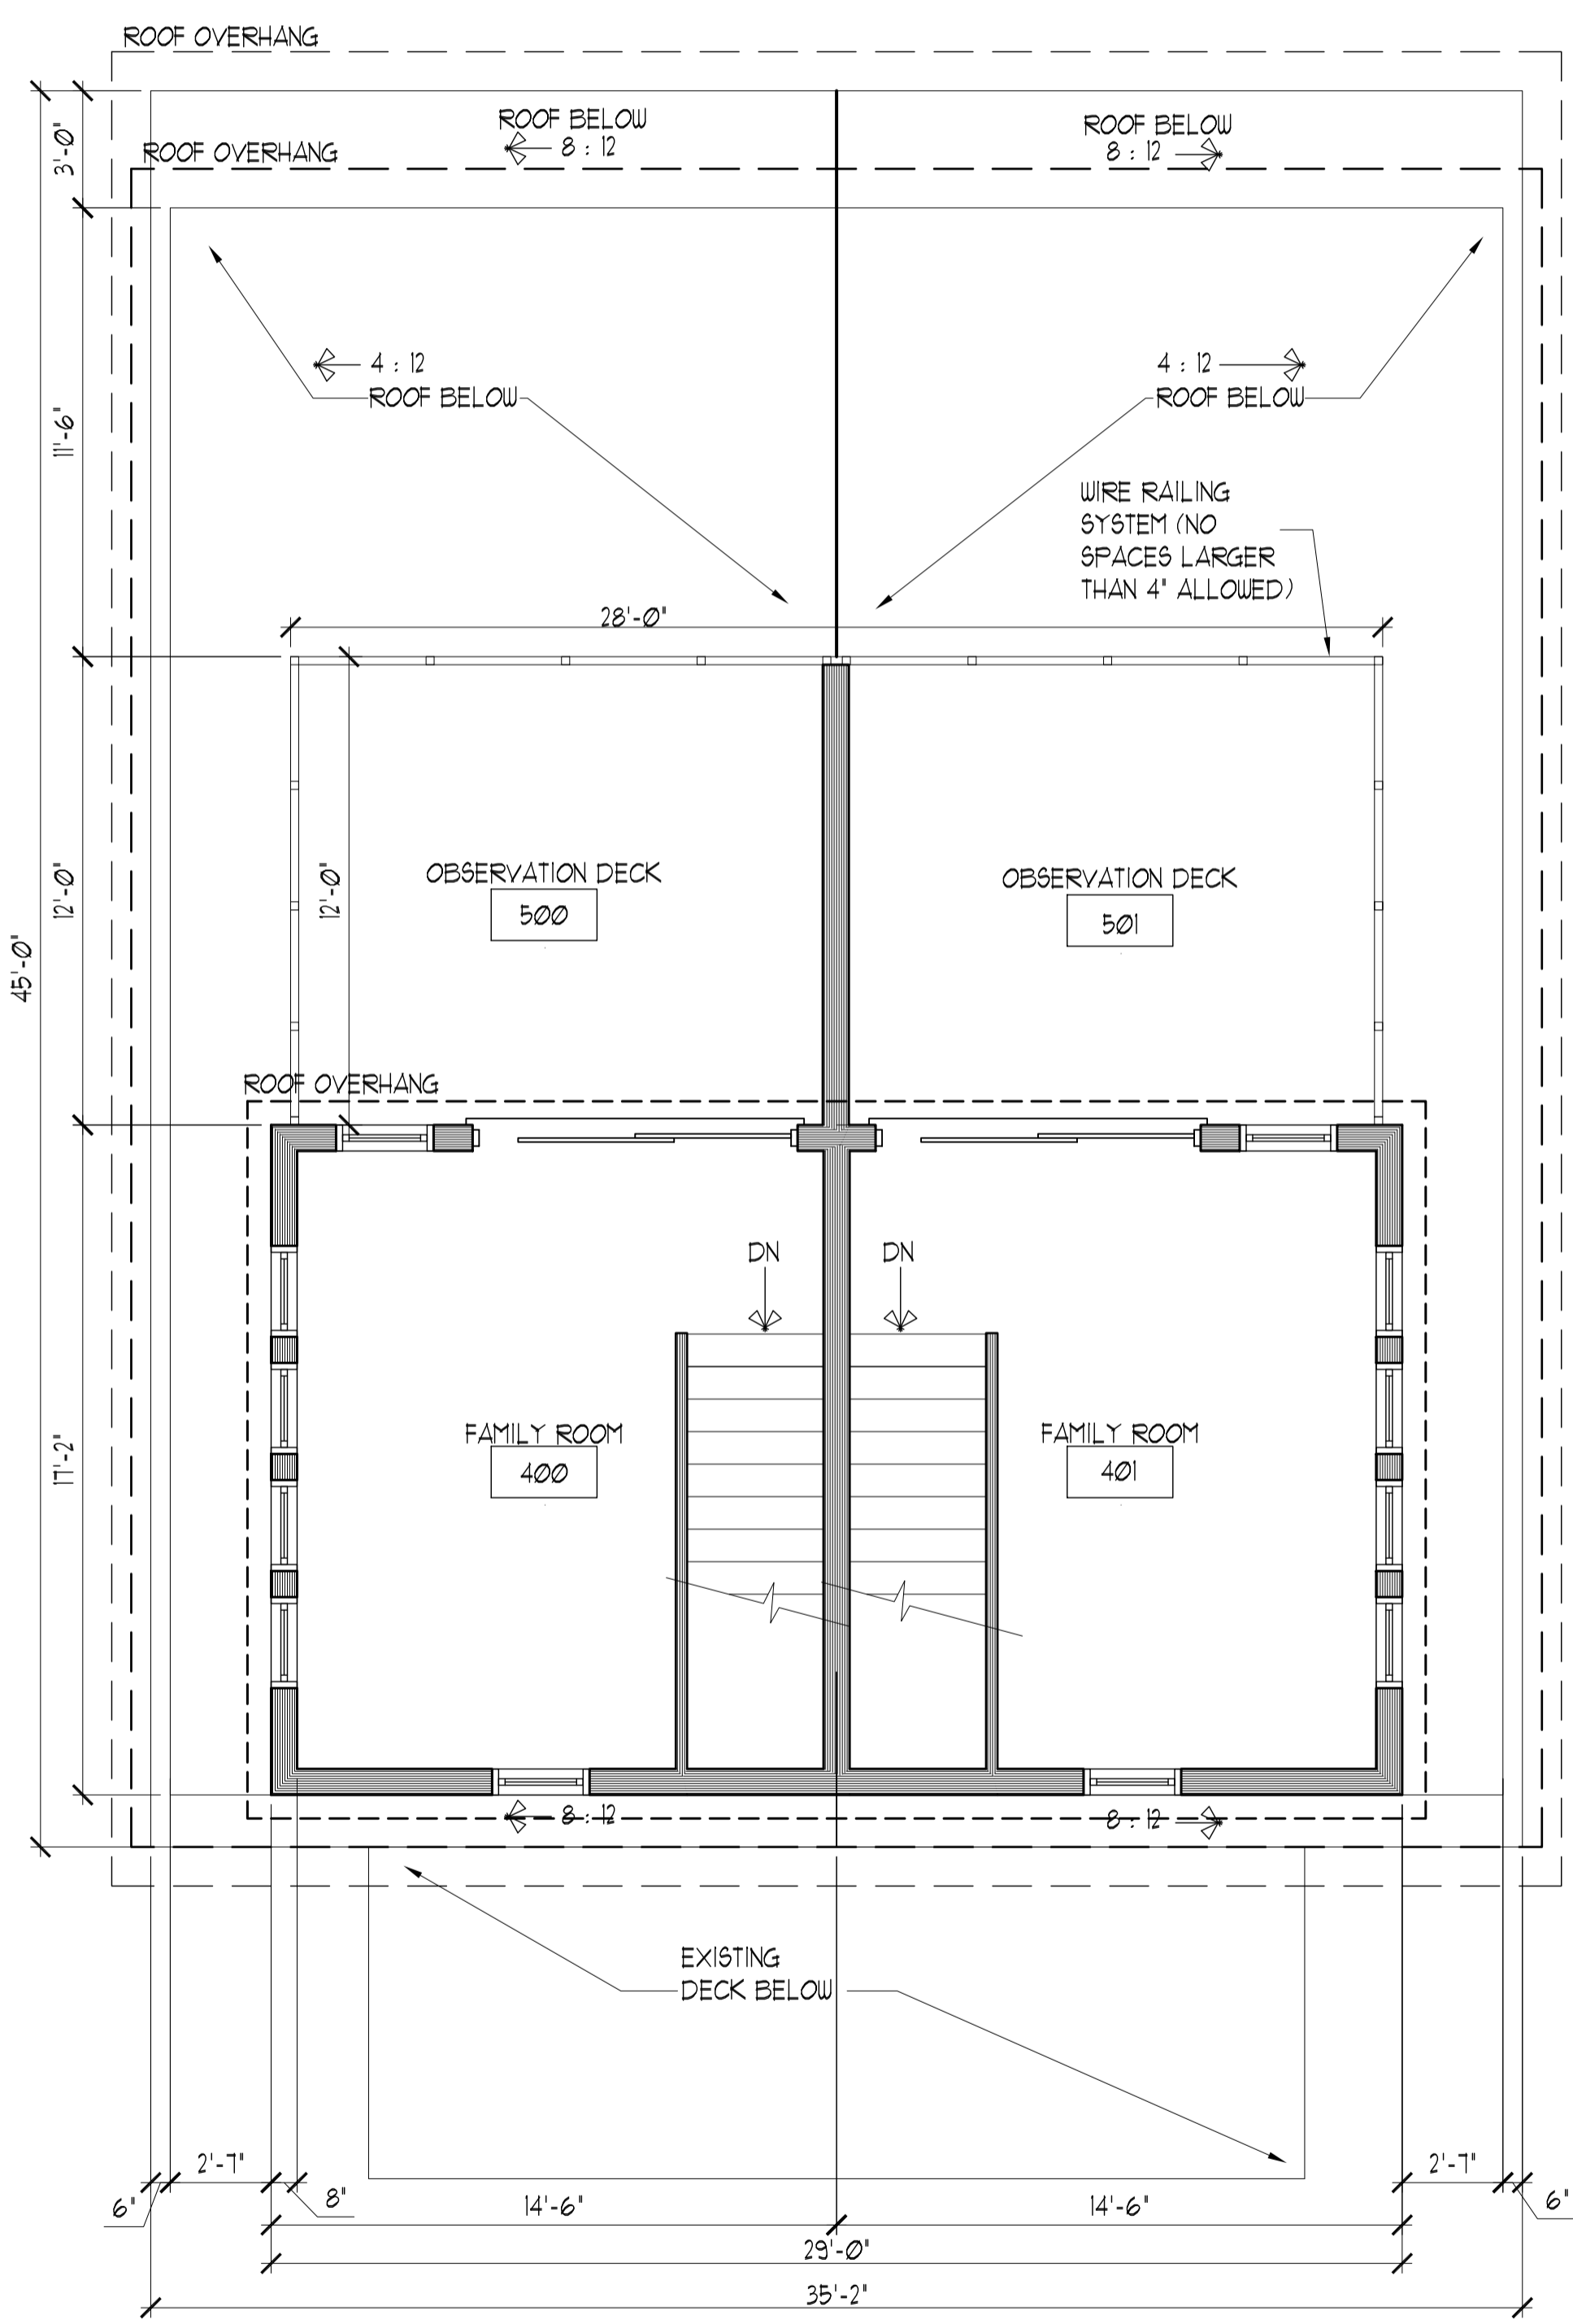 ROOF OVERHANG
ROOF BELOW
8 : 12
ROOF BELOW
8 : 12
3'-0"
ROOF OVERHANG
4 : 12
ROOF BELOW
4 : 12
ROOF BELOW
11'-6"
WIRE RAILING
SYSTEM (NO
SPACES LARGER
THAN 4" ALLOWED)
28'-0"
OBSERVATION DECK
500
OBSERVATION DECK
501
12'-0"
12'-0"
45'-0"
ROOF OVERHANG
DN
DN
FAMILY ROOM
400
FAMILY ROOM
401
17'-2"
8 : 12
8 : 12
EXISTING
DECK BELOW
2'-7"
2'-7"
6"
8"
14'-6"
14'-6"
6"
29'-0"
35'-2"